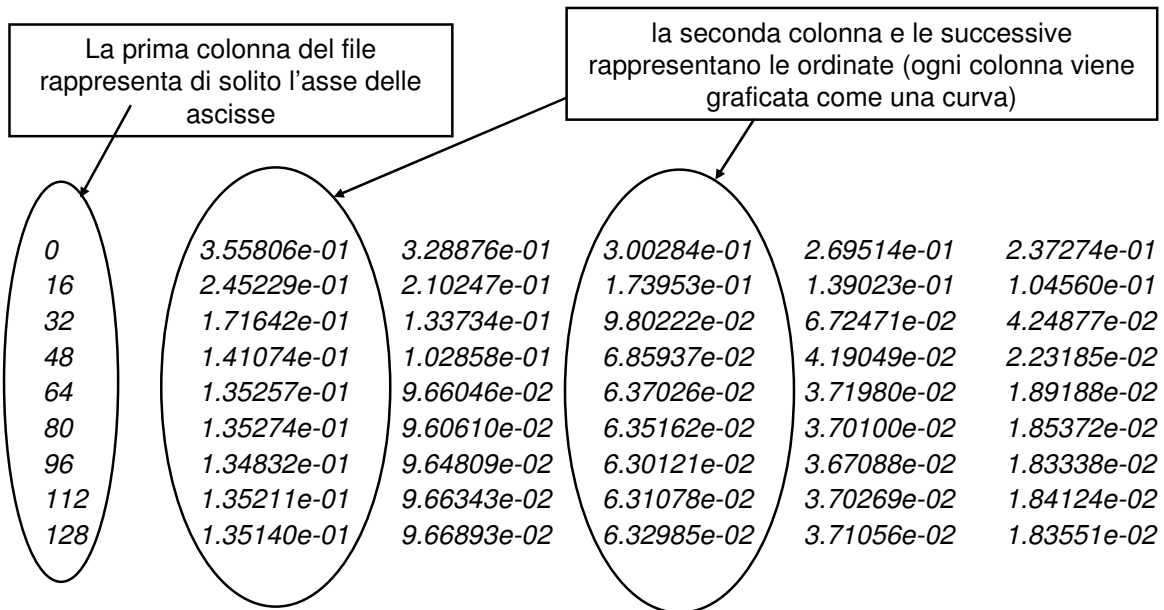 La prima colonna del file
rappresenta di solito l'asse delle
ascisse
la seconda colonna e le successive
rappresentano le ordinate (ogni colonna viene
graficata come una curva)
0 3.55806e-01 3.28876e-01 3.00284e-01 2.69514e-01 2.37274e-01
16 2.45229e-01 2.10247e-01 1.73953e-01 1.39023e-01 1.04560e-01
32 1.71642e-01 1.33734e-01 9.80222e-02 6.72471e-02 4.24877e-02
48 1.41074e-01 1.02858e-01 6.85937e-02 4.19049e-02 2.23185e-02
64 1.35257e-01 9.66046e-02 6.37026e-02 3.71980e-02 1.89188e-02
80 1.35274e-01 9.60610e-02 6.35162e-02 3.70100e-02 1.85372e-02
96 1.34832e-01 9.64809e-02 6.30121e-02 3.67088e-02 1.83338e-02
112 1.35211e-01 9.66343e-02 6.31078e-02 3.70269e-02 1.84124e-02
128 1.35140e-01 9.66893e-02 6.32985e-02 3.71056e-02 1.83551e-02